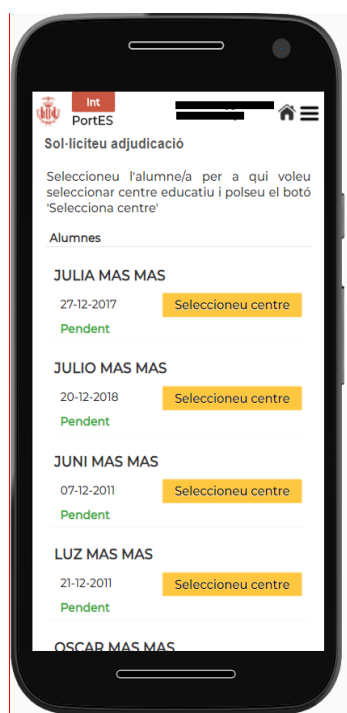 Int
PortES
Sol·liciteu adjudicació
Seleccioneu l'alumne/a per a qui voleu
seleccionar centre educatiu i polseu el botó
'Selecciona centre'
Alumnes
JULIA MAS MAS
27-12-2017 Seleccioneu centre
Pendent
JULIO MAS MAS
20-12-2018 Seleccioneu centre
Pendent
JUNI MAS MAS
07-12-2011 Seleccioneu centre
Pendent
LUZ MAS MAS
21-12-2011 Seleccioneu centre
Pendent
OSCAR MAS MAS